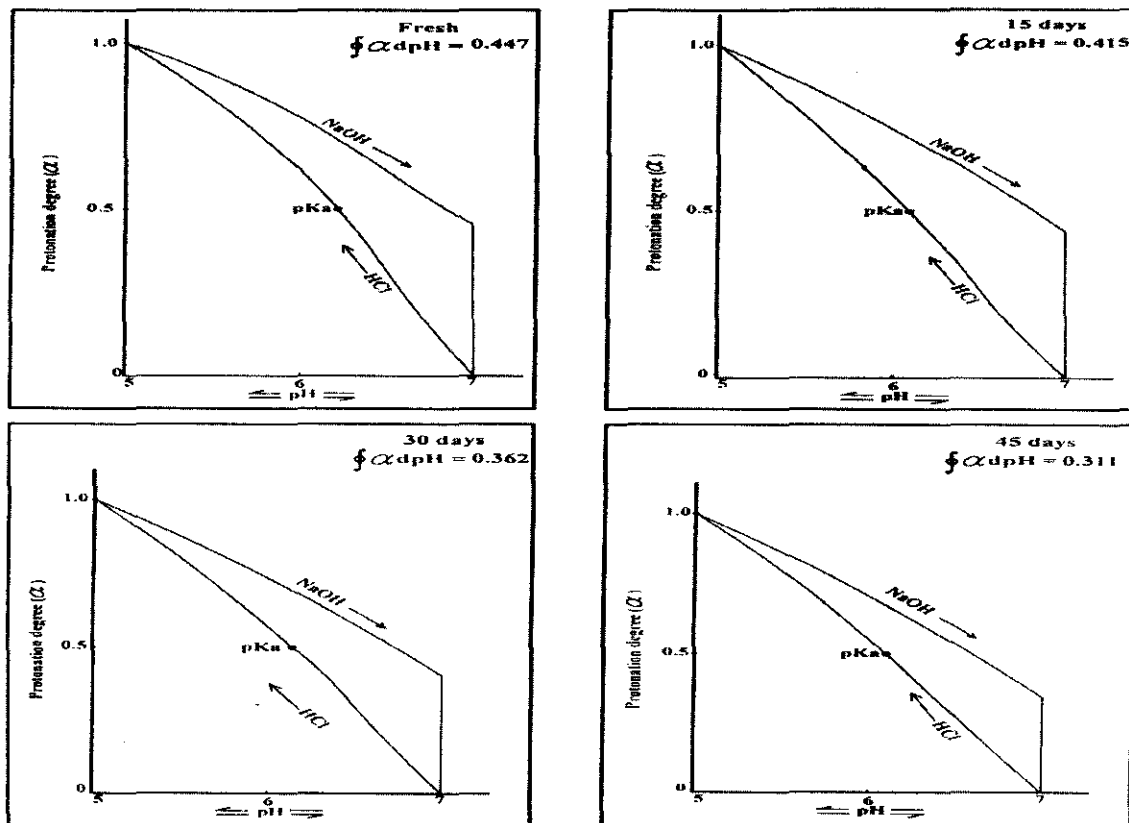 Fresh
∮ αdpH = 0.447
1.0
NaOH
Protonation degree (α)
pKa
0.5
HCl
0
5
6
7
pH
15 days
∮ αdpH = 0.415
1.0
NaOH
Protonation degree (α)
pKa
0.5
HCl
0
5
6
7
pH
30 days
∮ αdpH = 0.362
1.0
NaOH
Protonation degree (α)
pKa
0.5
HCl
0
5
6
7
pH
45 days
∮ αdpH = 0.311
1.0
NaOH
Protonation degree (α)
pKa
0.5
HCl
0
5
6
7
pH